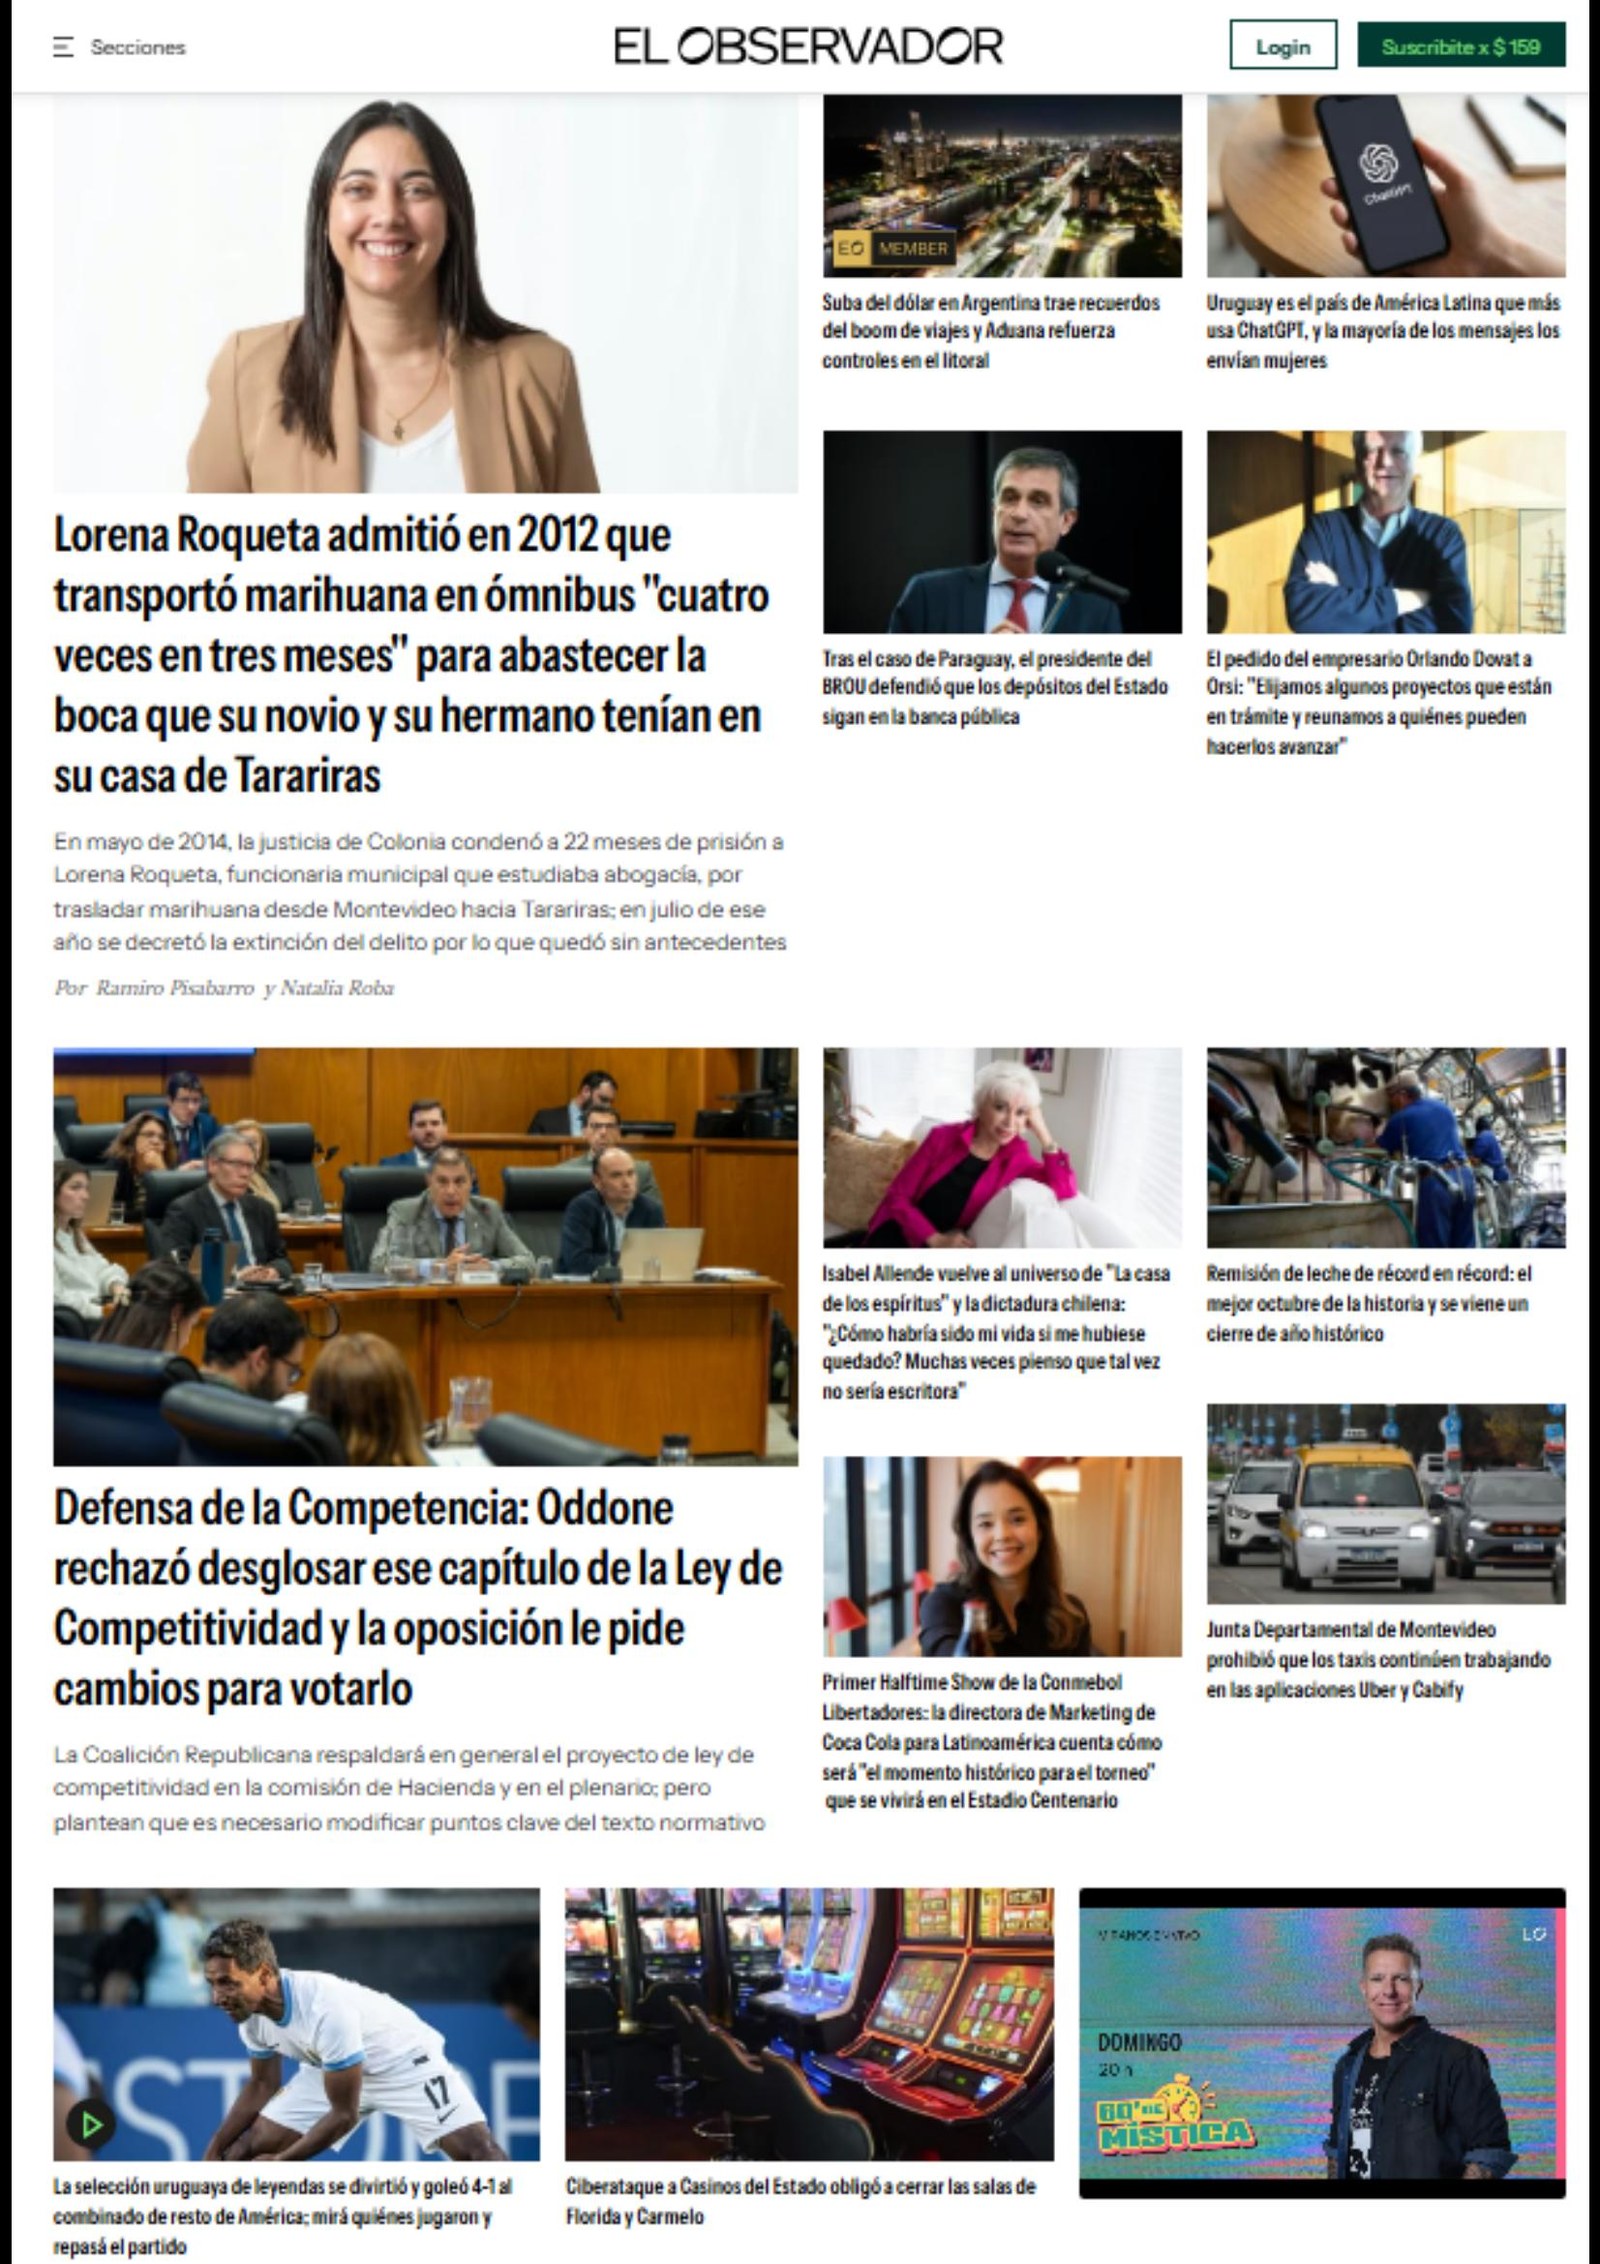 Secciones
EL OBSERVADOR
Login
Suscribite x $ 159
Lorena Roqueta admitió en 2012 que
transportó marihuana en ómnibus "cuatro
veces en tres meses" para abastecer la
boca que su novio y su hermano tenían en
su casa de Tarariras
En mayo de 2014, la justicia de Colonia condenó a 22 meses de prisión a
Lorena Roqueta, funcionaria municipal que estudiaba abogacía, por
trasladar marihuana desde Montevideo hacia Tarariras; en julio de ese
año se decretó la extinción del delito por lo que quedó sin antecedentes
Por Ramiro Pisabarro y Natalia Roba
EO MEMBER
Suba del dólar en Argentina trae recuerdos
del boom de viajes y Aduana refuerza
controles en el litoral
ChatGPT
Uruguay es el país de América Latina que más
usa ChatGPT, y la mayoría de los mensajes los
envían mujeres
Tras el caso de Paraguay, el presidente del
BROU defendió que los depósitos del Estado
sigan en la banca pública
El pedido del empresario Orlando Dovat a
Orsi: "Elijamos algunos proyectos que están
en trámite y reunamos a quiénes pueden
hacerlos avanzar"
Defensa de la Competencia: Oddone
rechazó desglosar ese capítulo de la Ley de
Competitividad y la oposición le pide
cambios para votarlo
La Coalición Republicana respaldará en general el proyecto de ley de
competitividad en la comisión de Hacienda y en el plenario; pero
plantean que es necesario modificar puntos clave del texto normativo
Isabel Allende vuelve al universo de "La casa
de los espíritus" y la dictadura chilena:
"¿Cómo habría sido mi vida si me hubiese
quedado? Muchas veces pienso que tal vez
no sería escritora"
Remisión de leche de récord en récord: el
mejor octubre de la historia y se viene un
cierre de año histórico
Primer Halftime Show de la Conmebol
Libertadores: la directora de Marketing de
Coca Cola para Latinoamérica cuenta cómo
será "el momento histórico para el torneo"
que se vivirá en el Estadio Centenario
Junta Departamental de Montevideo
prohibió que los taxis continúen trabajando
en las aplicaciones Uber y Cabify
17
La selección uruguaya de leyendas se divirtió y goleó 4-1 al
combinado de resto de América; mirá quiénes jugaron y
repasá el partido
Ciberataque a Casinos del Estado obligó a cerrar las salas de
Florida y Carmelo
MIRANOS EN VIVO
DOMINGO
20 h
60' DE
MÍSTICA